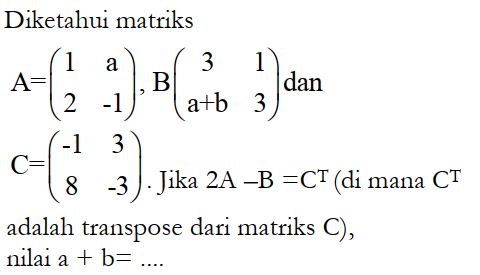 Diketahui matriks
A=(1 a
2 -1), B(3 1
a+b 3)dan
C=(-1 3
8 -3). Jika 2A –B =Cᵀ (di mana Cᵀ
adalah transpose dari matriks C),
nilai a + b= ....